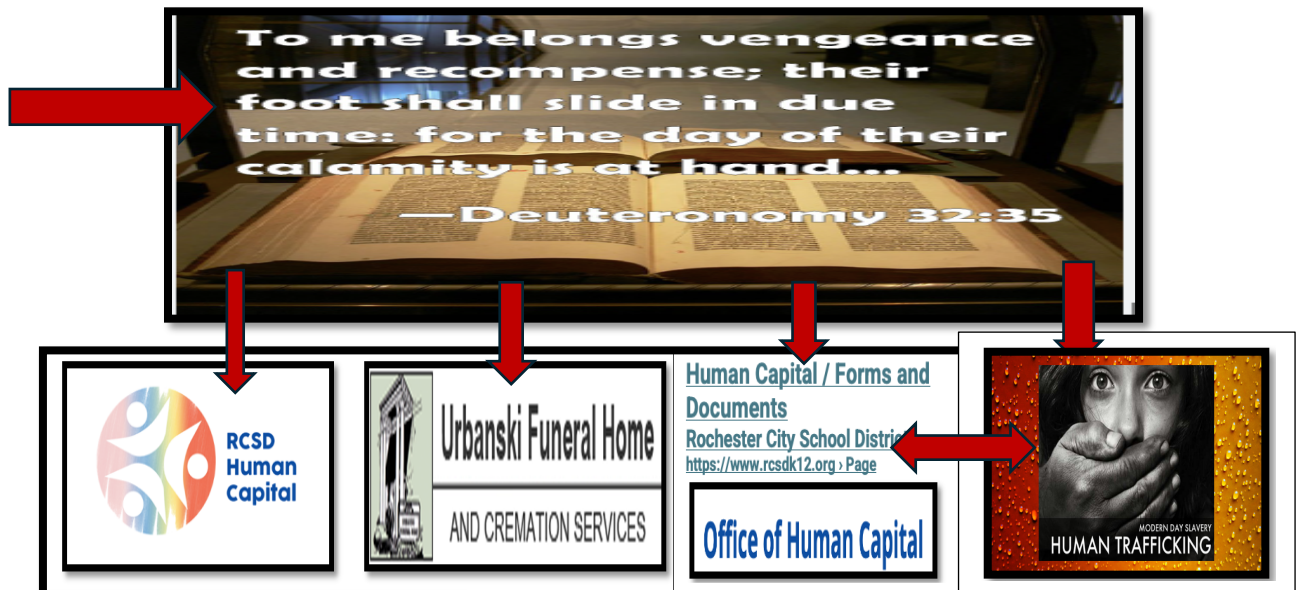 To me belongs vengeance
and recompense; their
foot shall slide in due
time: for the day of their
calamity is at hand...
—Deuteronomy 32:35
RCSD
Human
Capital
Urbanski Funeral Home
AND CREMATION SERVICES
Human Capital / Forms and
Documents
Rochester City School
https://www.rcsdk12.org › Page
Office of Human Capital
MODERN DAY SLAVERY
HUMAN TRAFFICKING